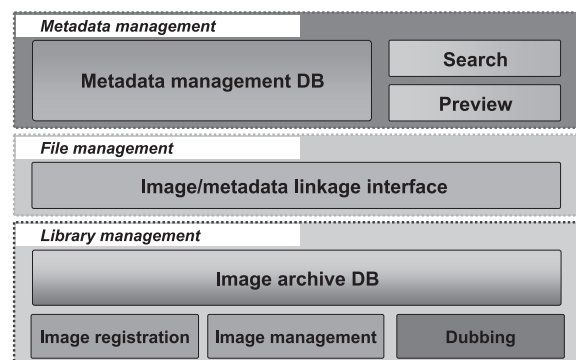 Metadata management
Metadata management DB
Search
Preview
File management
Image/metadata linkage interface
Library management
Image archive DB
Image registration
Image management
Dubbing